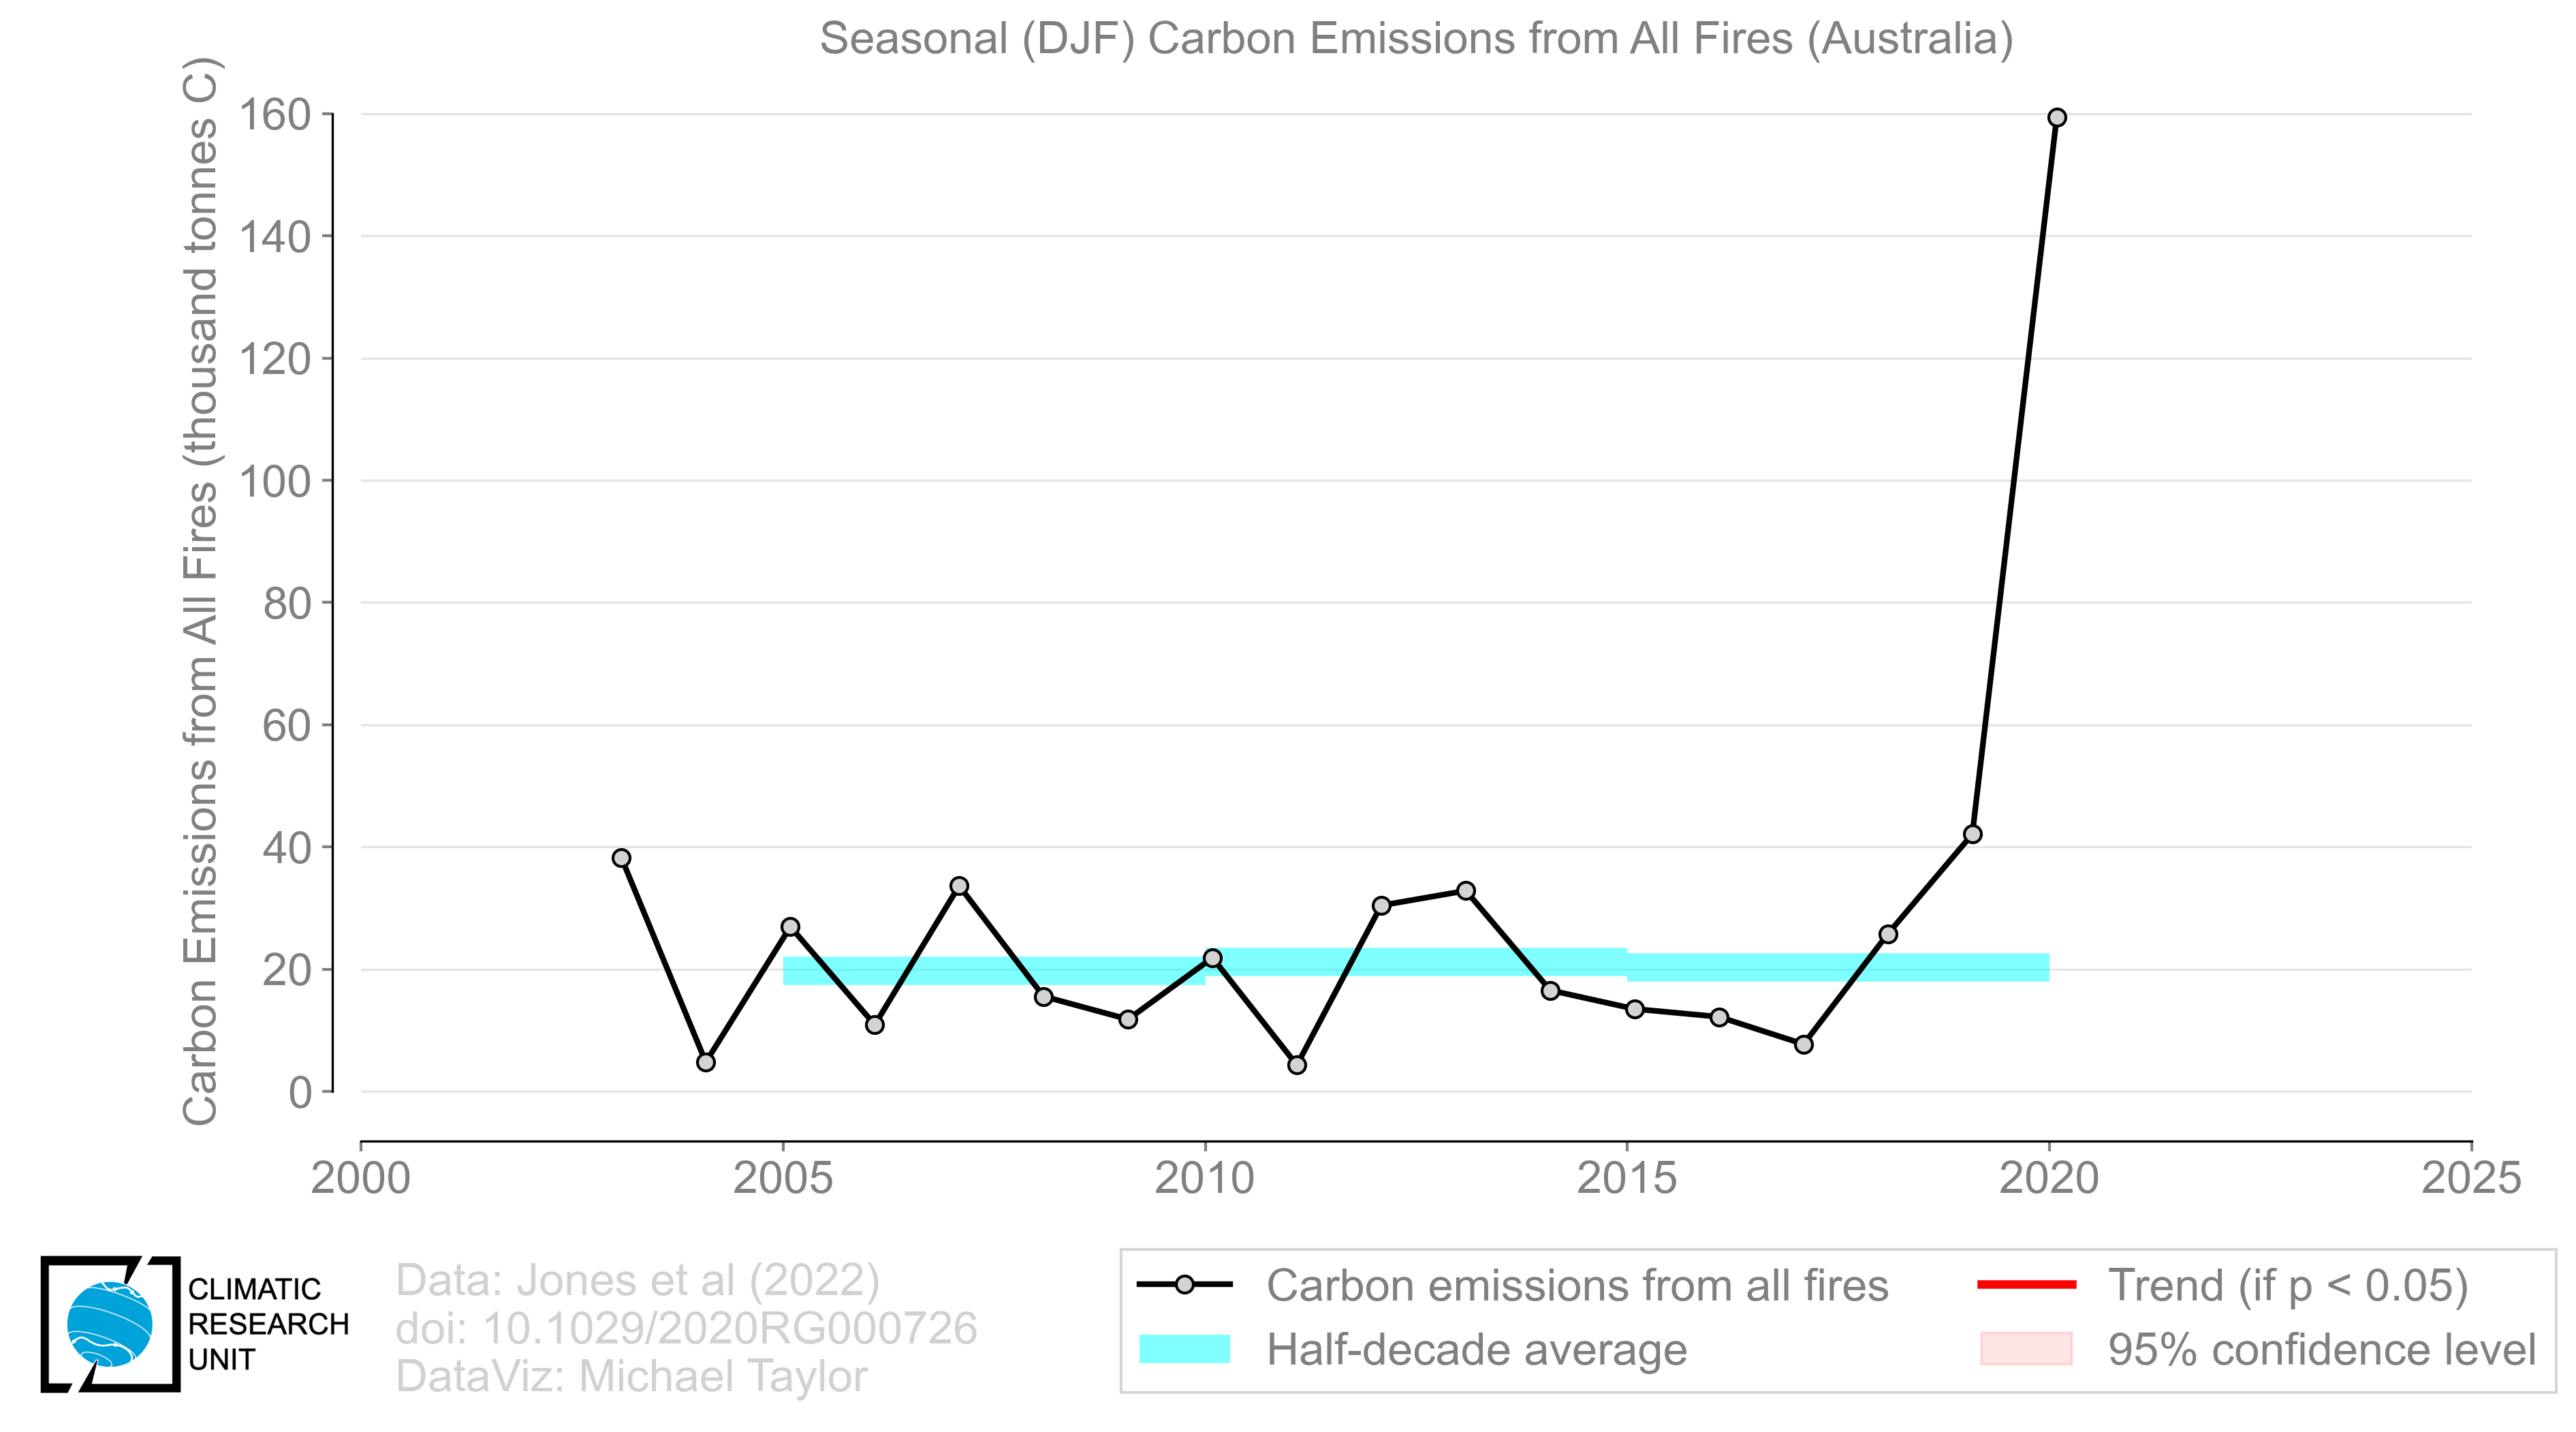 Seasonal (DJF) Carbon Emissions from All Fires (Australia)
Carbon Emissions from All Fires (thousand tonnes C)
160
140
120
100
80
60
40
20
0
2000
2005
2010
2015
2020
2025
CLIMATIC
RESEARCH
UNIT
Data: Jones et al (2022)
doi: 10.1029/2020RG000726
DataViz: Michael Taylor
Carbon emissions from all fires
Half-decade average
Trend (if p < 0.05)
95% confidence level